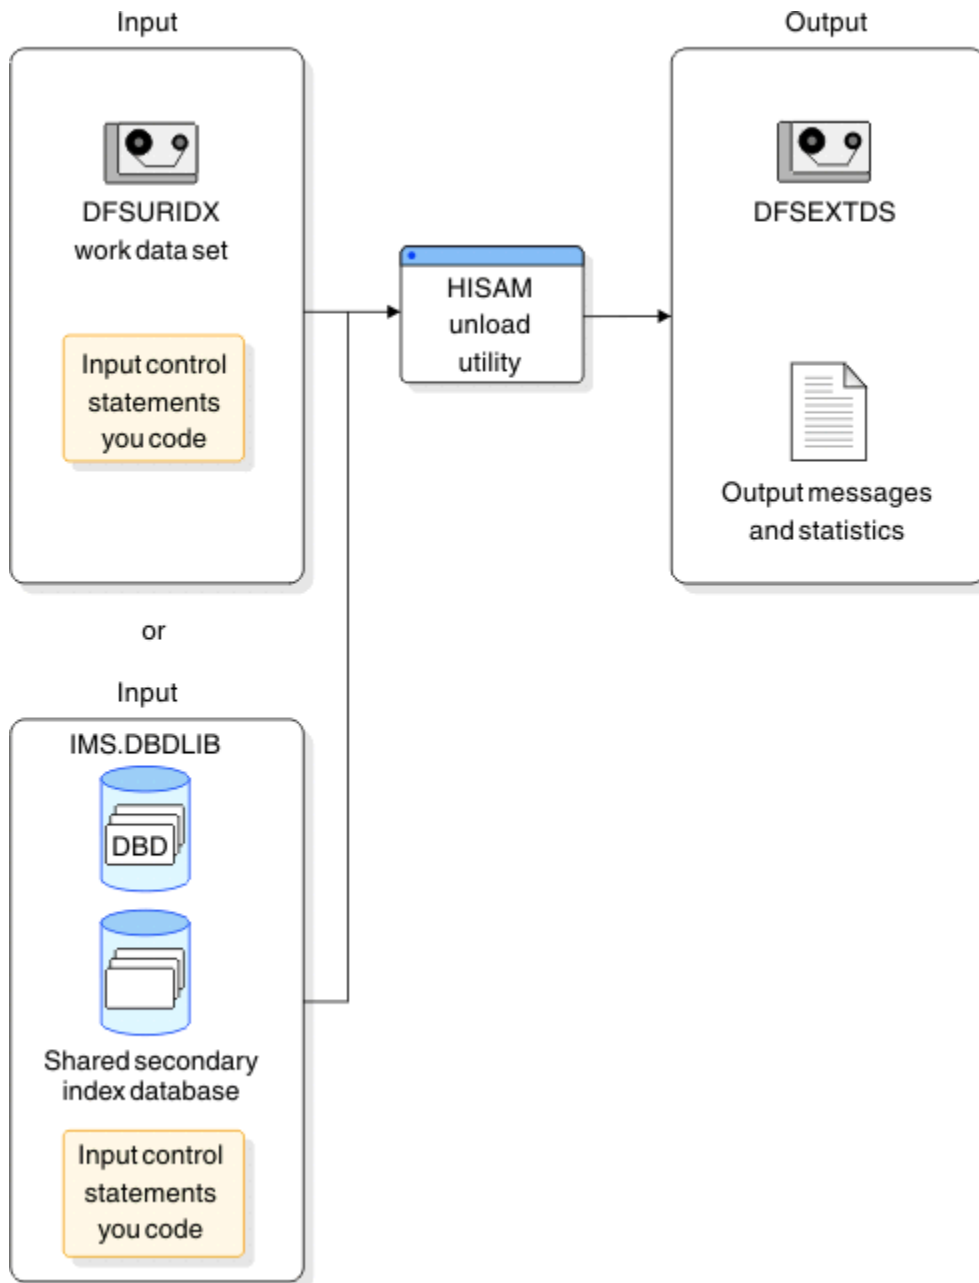 Input
DFSURIDX
work data set
Input control
statements
you code
HISAM
unload
utility
Output
DFSEXTDS
Output messages
and statistics
or
Input
IMS.DBDLIB
DBD
Shared secondary
index database
Input control
statements
you code